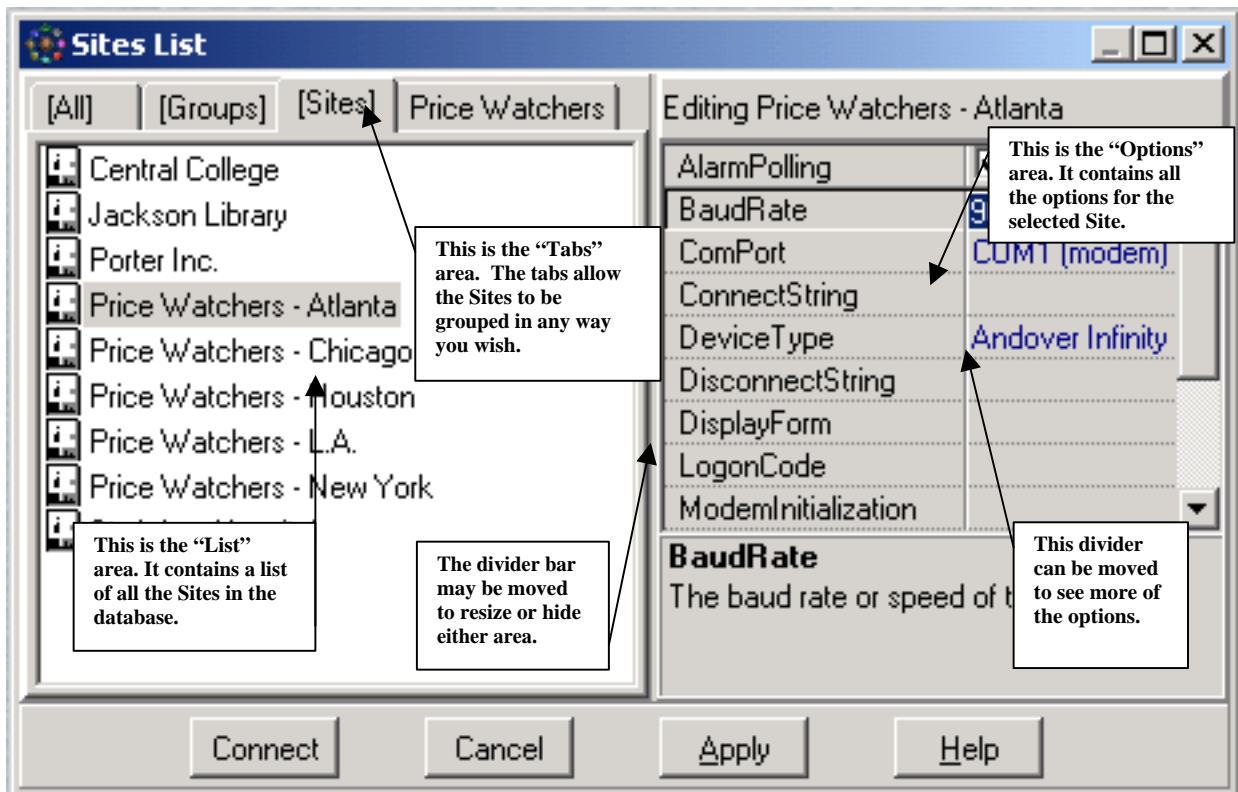 Sites List
[All] [Groups] [Sites] Price Watchers
Central College
Jackson Library
Porter Inc.
Price Watchers - Atlanta
Price Watchers - Chicago
Price Watchers - Houston
Price Watchers - L.A.
Price Watchers - New York
This is the “List”
area. It contains a list
of all the Sites in the
database.
This is the “Tabs”
area. The tabs allow
the Sites to be
grouped in any way
you wish.
The divider bar
may be moved
to resize or hide
either area.
Editing Price Watchers - Atlanta
AlarmPolling
BaudRate 9
ComPort COM1 (modem)
ConnectString
DeviceType Andover Infinity
DisconnectString
DisplayForm
LogonCode
ModemInitialization
This is the “Options”
area. It contains all
the options for the
selected Site.
BaudRate
The baud rate or speed of
This divider
can be moved
to see more of
the options.
Connect Cancel Apply Help